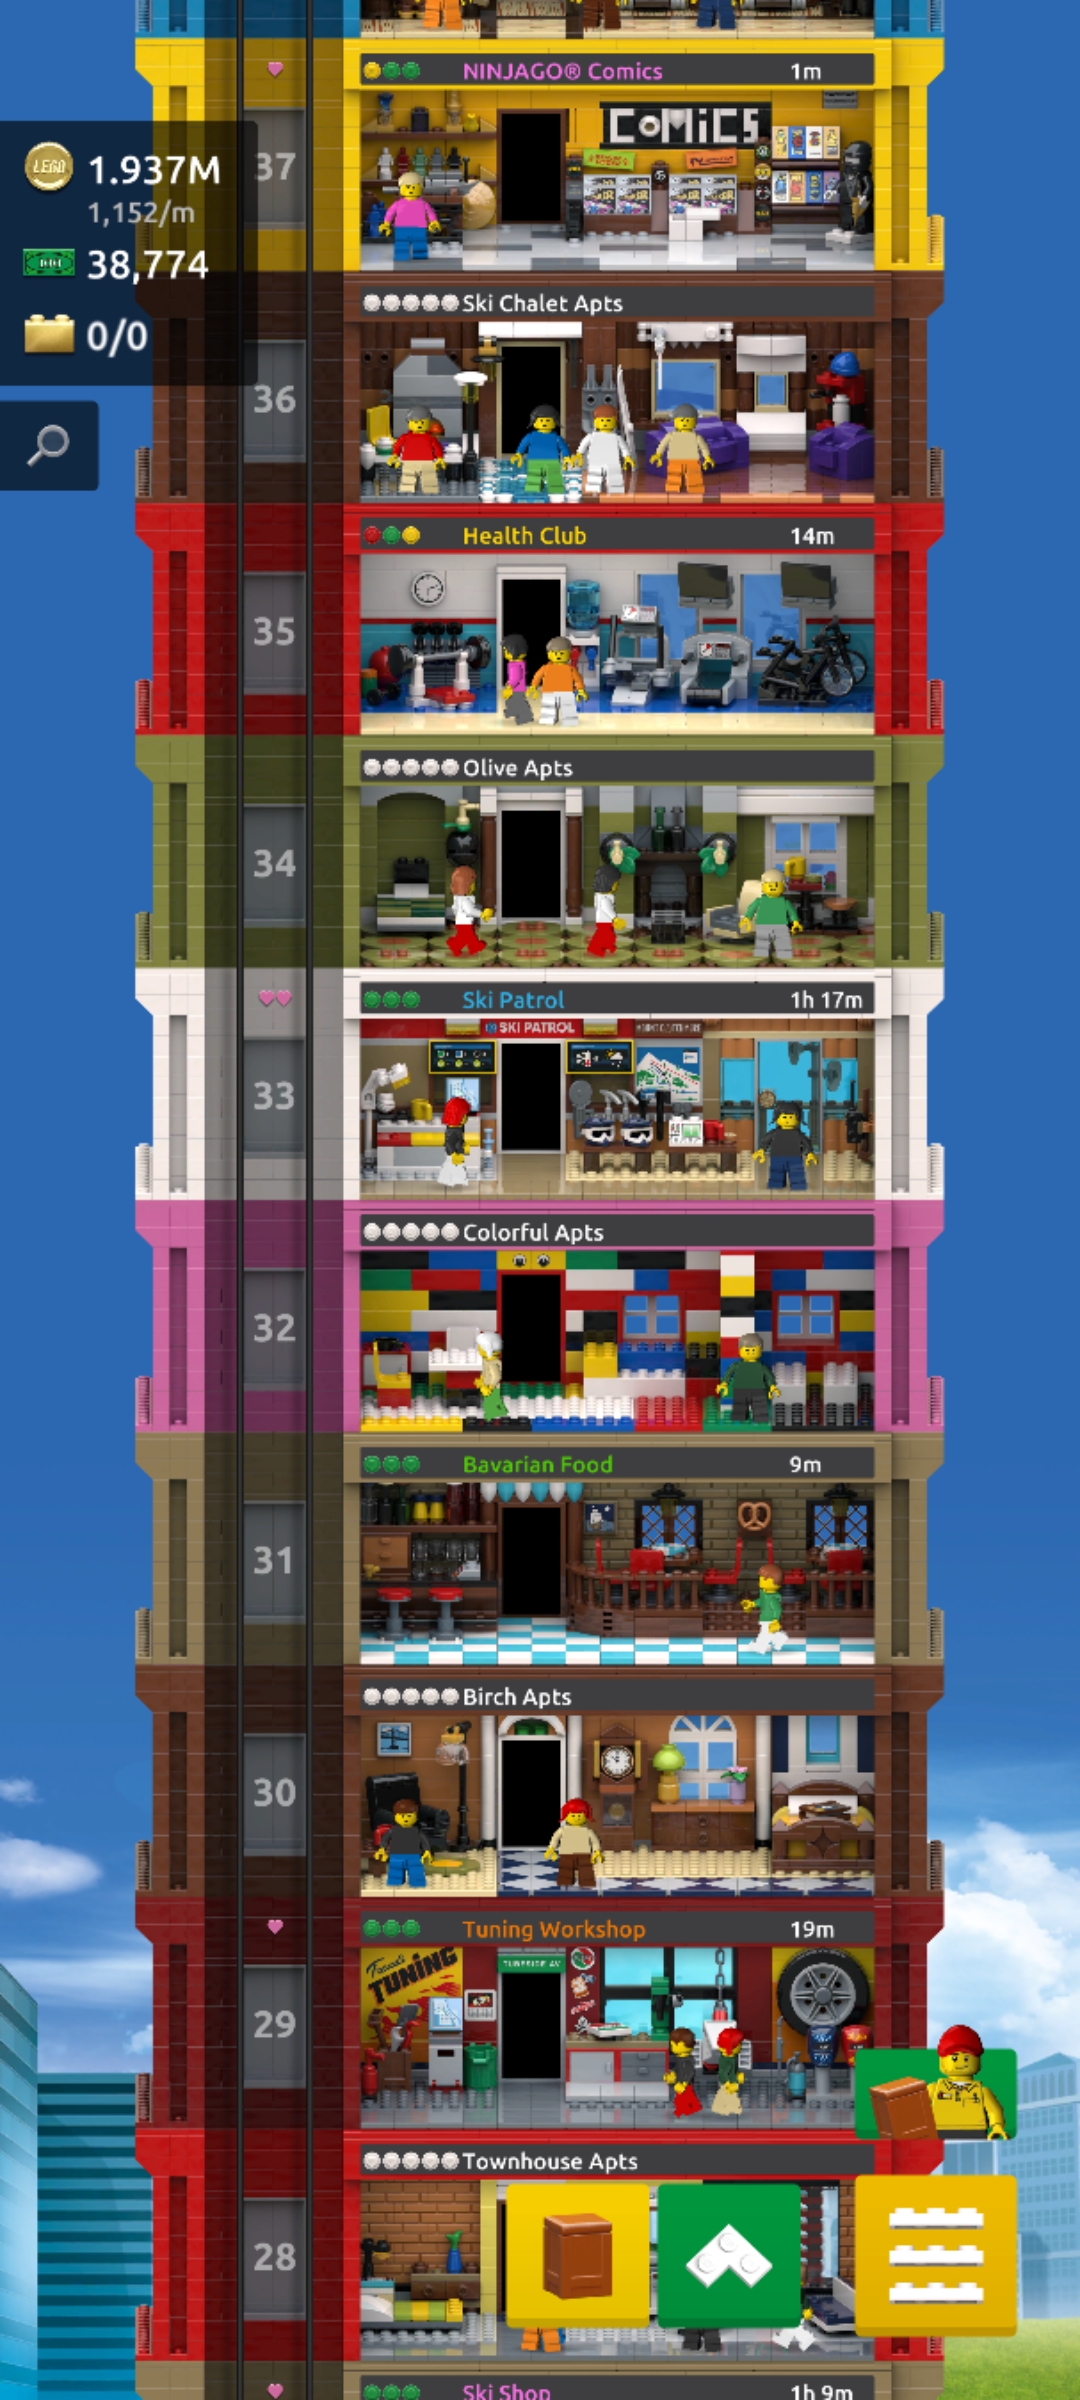 NINJAGO® Comics 1m
COMICS
LEGO 1.937M
37
1,152/m
38,774
0/0
Ski Chalet Apts
36
Health Club 14m
35
Olive Apts
34
Ski Patrol 1h 17m
SKI PATROL
33
Colorful Apts
32
Bavarian Food 9m
31
Birch Apts
30
Tuning Workshop 19m
TUNING
29
Townhouse Apts
28
Ski Shop 1h 9m